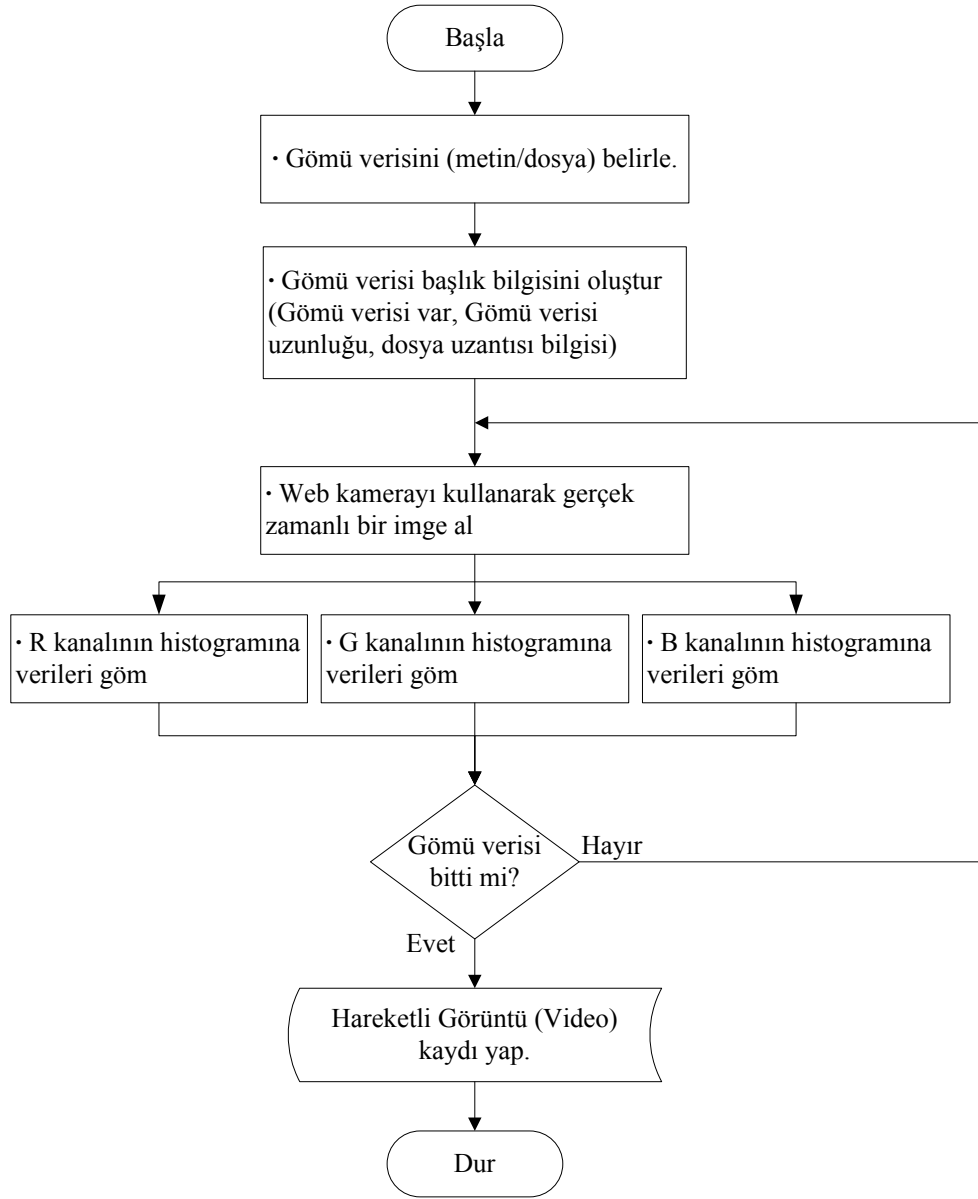 Başla
· Gömü verisini (metin/dosya) belirle.
· Gömü verisi başlık bilgisini oluştur
(Gömü verisi var, Gömü verisi
uzunluğu, dosya uzantısı bilgisi)
· Web kamerayı kullanarak gerçek
zamanlı bir imge al
· R kanalının histogramına
verileri göm
· G kanalının histogramına
verileri göm
· B kanalının histogramına
verileri göm
Gömü verisi
bitti mi?
Hayır
Evet
Hareketli Görüntü (Video)
kaydı yap.
Dur